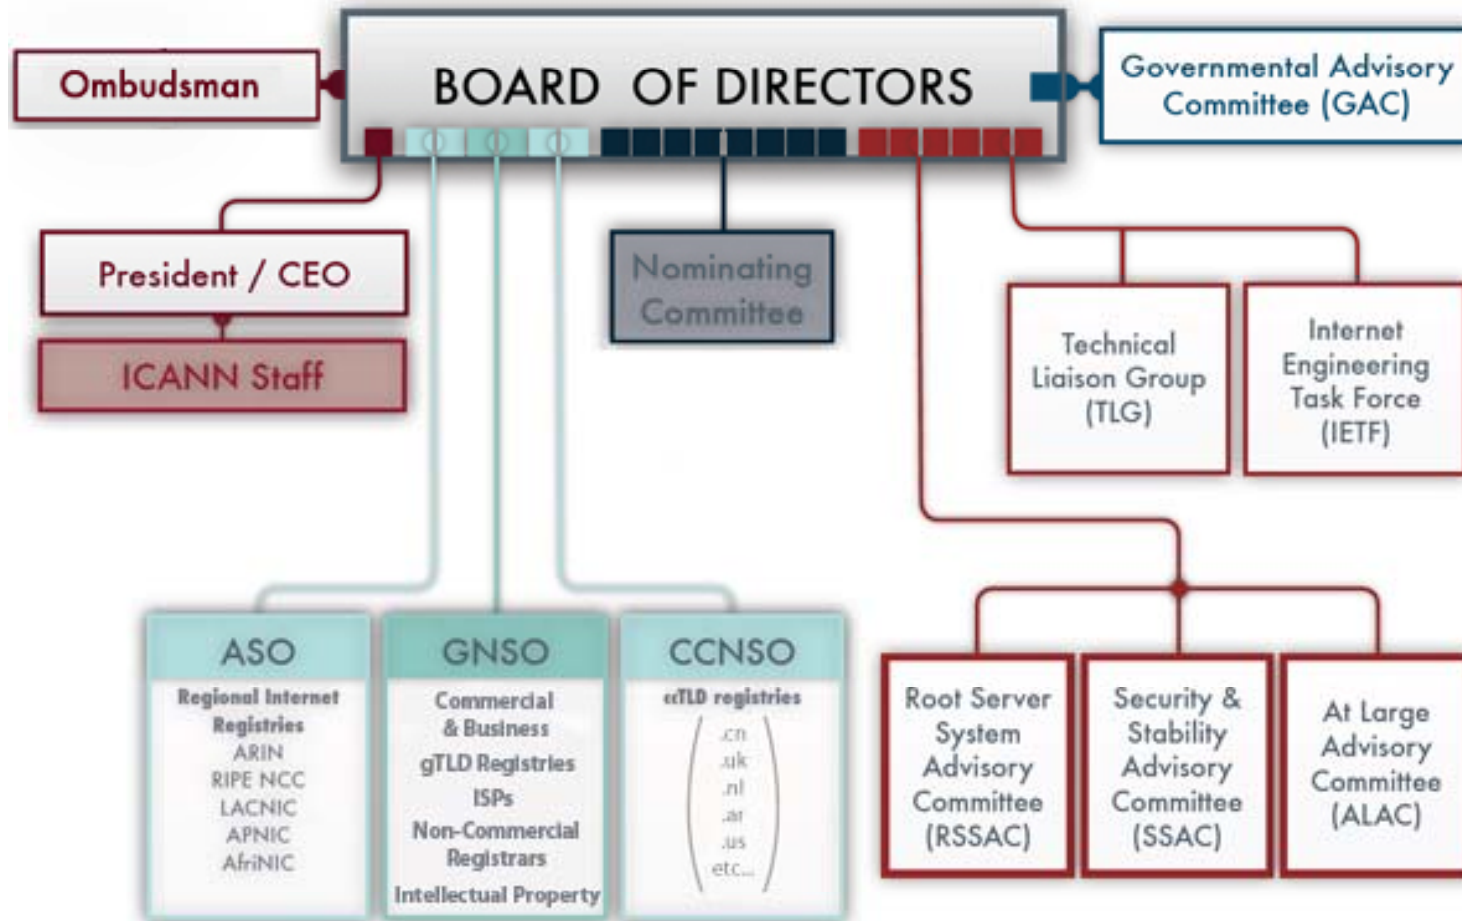 Ombudsman
BOARD OF DIRECTORS
Governmental Advisory
Committee (GAC)
President / CEO
ICANN Staff
Nominating
Committee
Technical
Liaison Group
(TLG)
Internet
Engineering
Task Force
(IETF)
ASO
Regional Internet
Registries
ARIN
RIPE NCC
LACNIC
APNIC
AfriNIC
GNSO
Commercial
& Business
gTLD Registries
ISPs
Non-Commercial
Registrars
Intellectual Property
CCNSO
ccTLD registries
.cn
.uk
.nl
.ar
.us
etc...
Root Server
System
Advisory
Committee
(RSSAC)
Security &
Stability
Advisory
Committee
(SSAC)
At Large
Advisory
Committee
(ALAC)